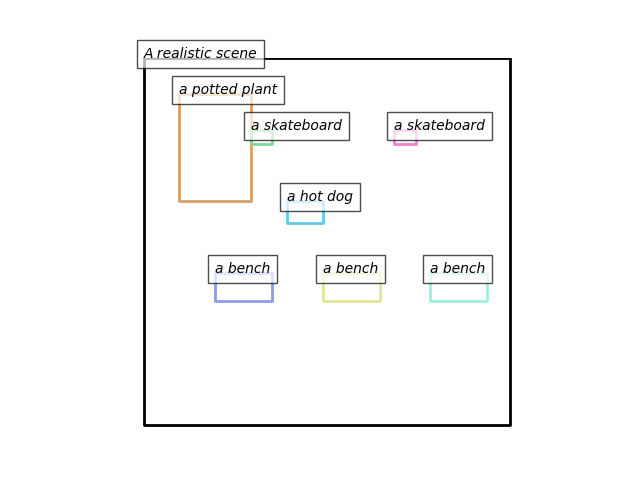 A realistic scene
a potted plant
a skateboard
a skateboard
a hot dog
a bench
a bench
a bench